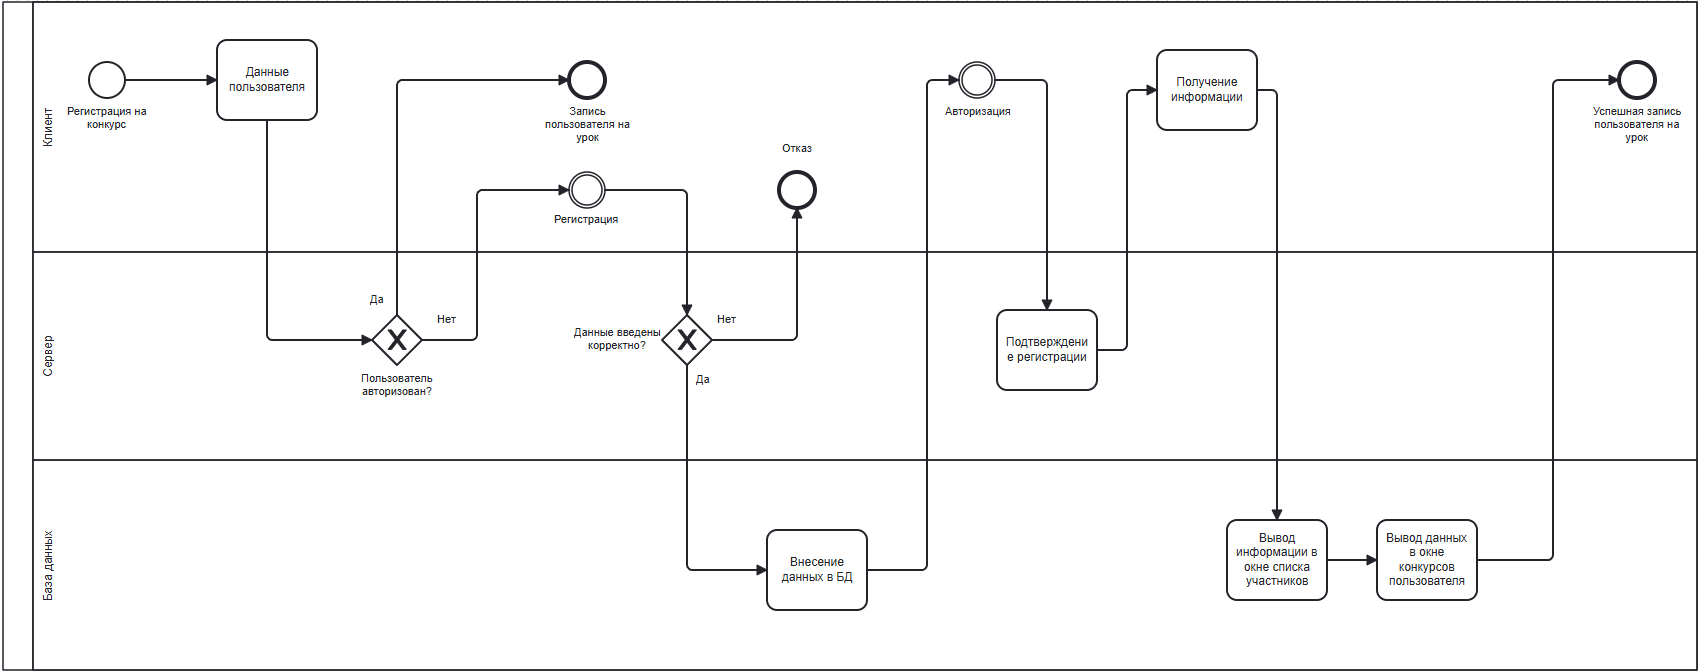 Клиент
Регистрация на
конкурс
Данные
пользователя
Запись
пользователя на
урок
Регистрация
Отказ
Авторизация
Получение
информации
Успешная запись
пользователя на
урок
Сервер
Да
Нет
Пользователь
авторизован?
Данные введены
корректно?
Нет
Да
Подтверждени
е регистрации
База данных
Внесение
данных в БД
Вывод
информации в
окне списка
участников
Вывод данных
в окне
конкурсов
пользователя